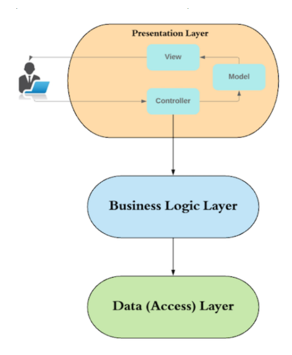 Presentation Layer
View
Model
Controller
Business Logic Layer
Data (Access) Layer